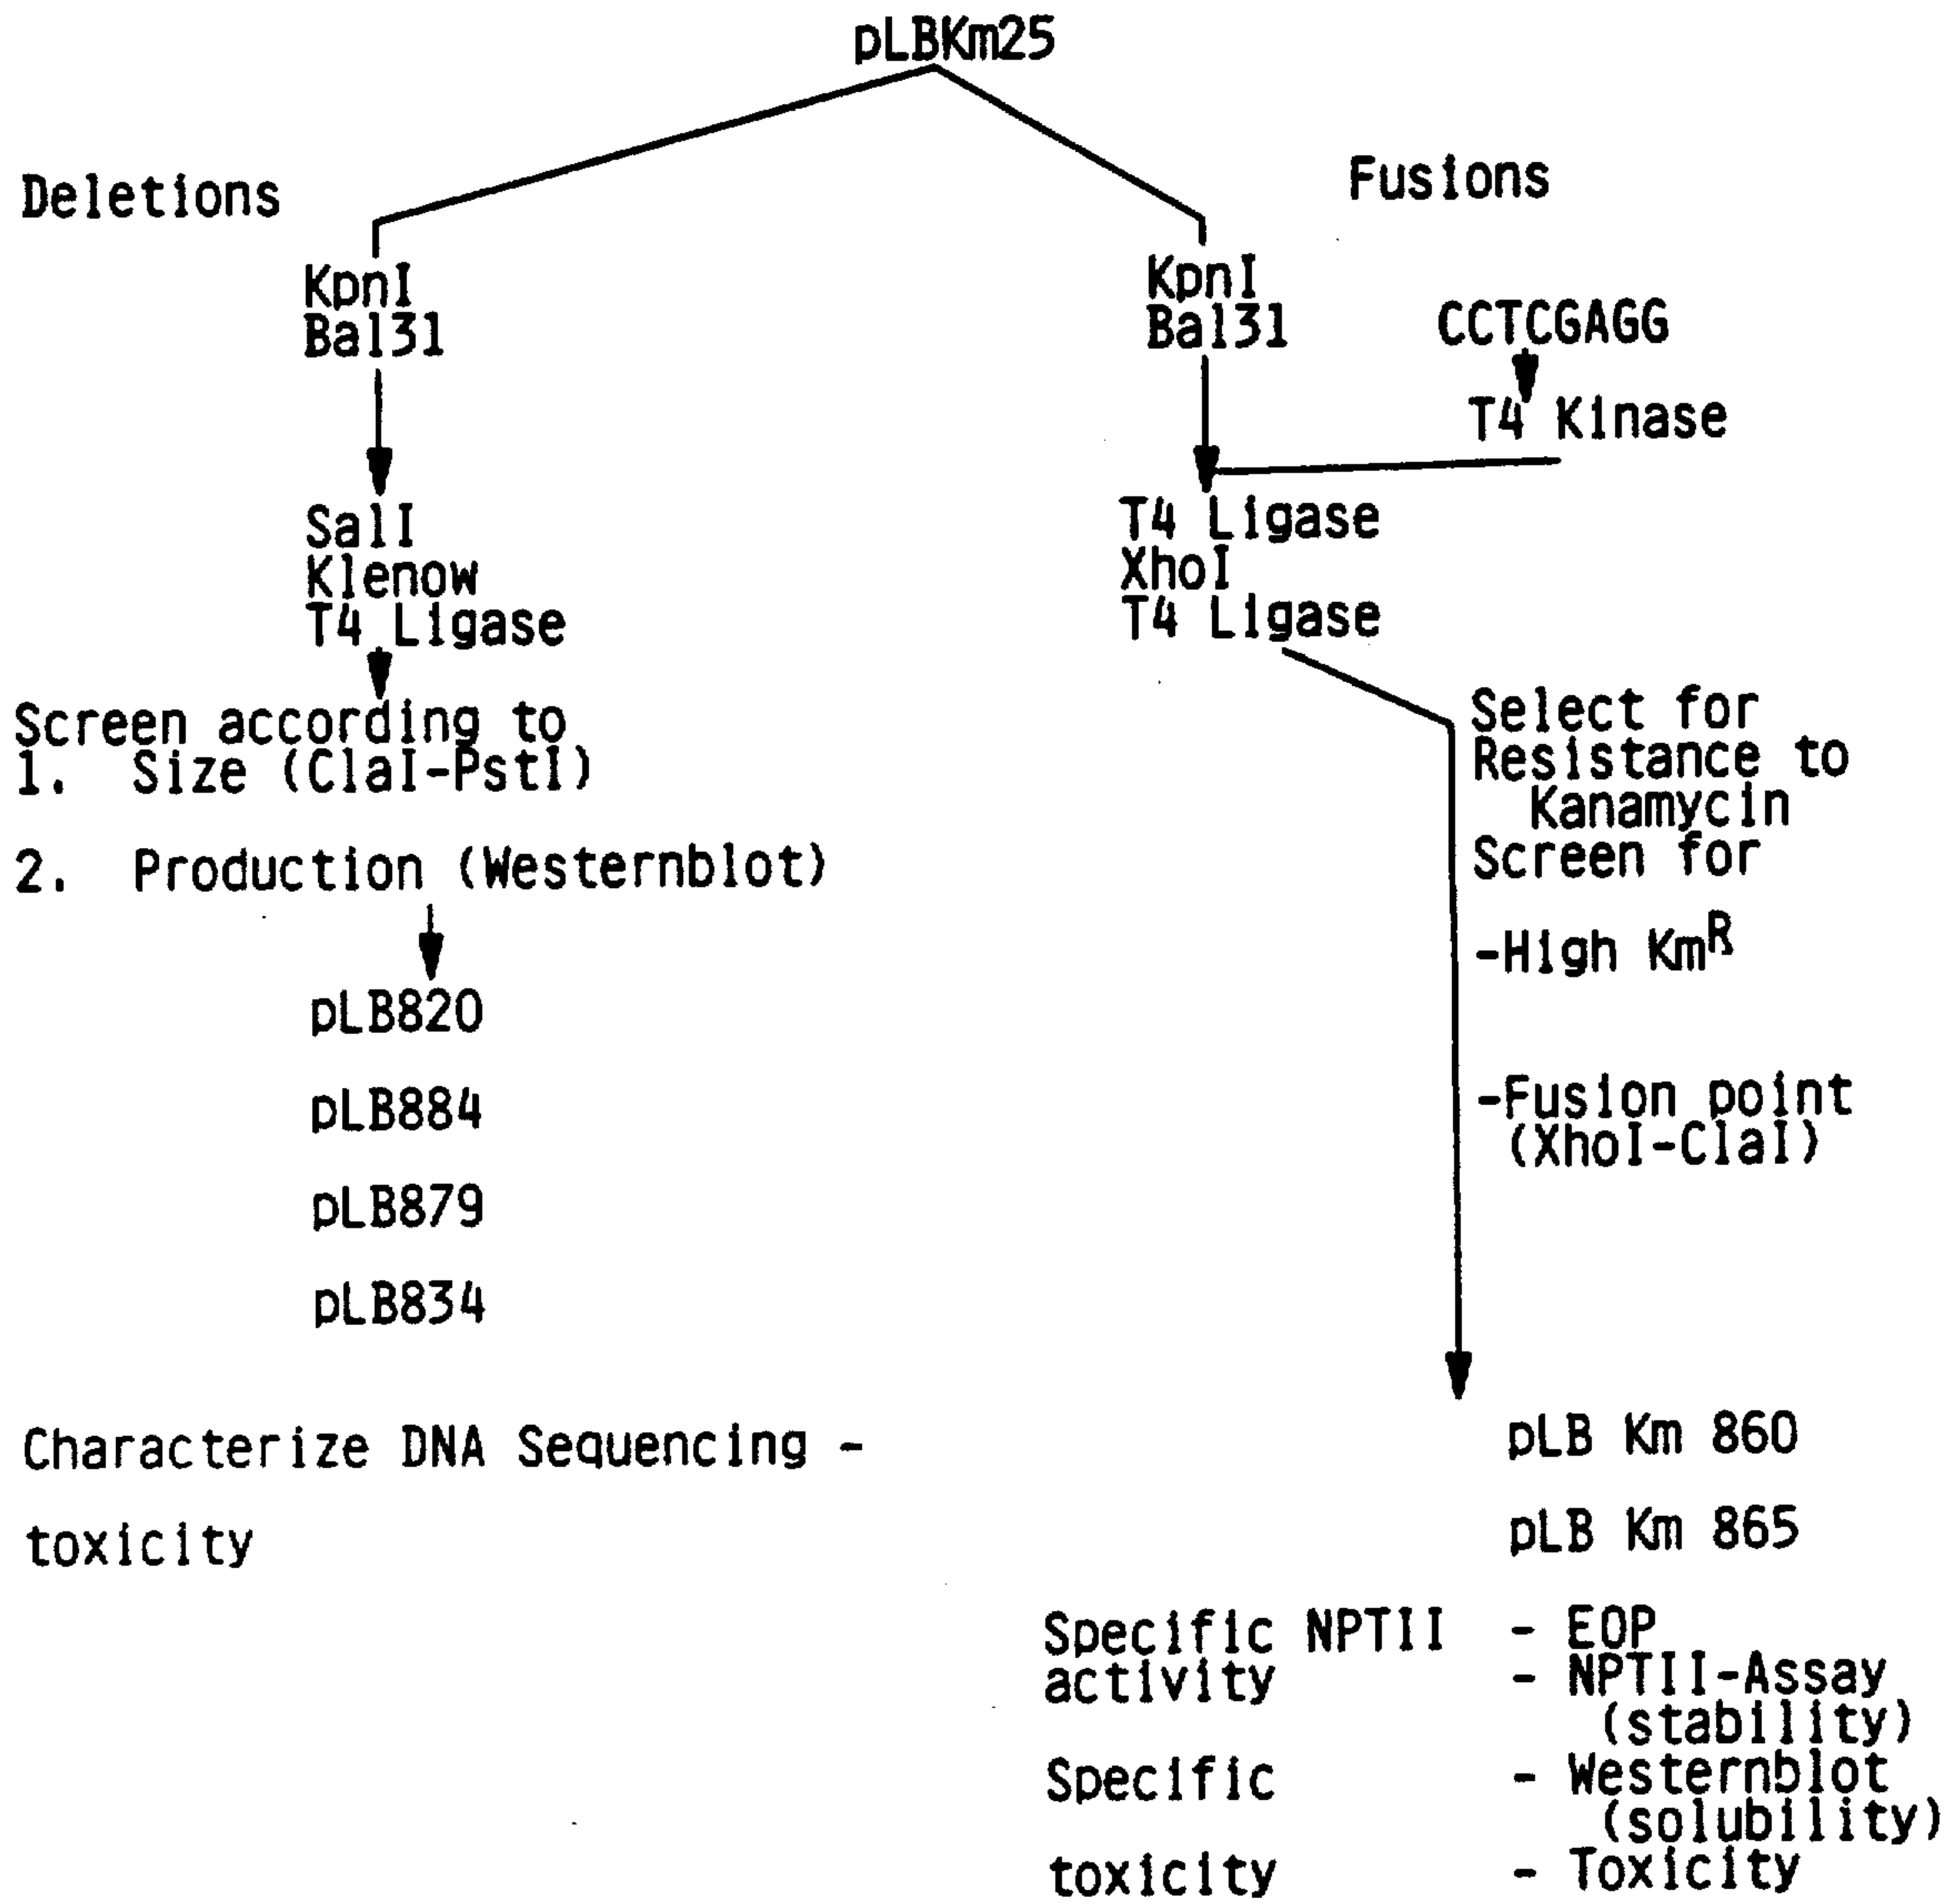 pLBKm25
Deletions
Fusions
KpnI
Bal31
KpnI
Bal31
CCTCGAGG
T4 Kinase
SalI
Klenow
T4 Ligase
T4 Ligase
XhoI
T4 Ligase
Screen according to
1. Size (ClaI-PstI)
2. Production (Westernblot)
pLB820
pLB884
pLB879
pLB834
Characterize DNA Sequencing -
toxicity
Select for
Resistance to
Kanamycin
Screen for
-High KmR
-Fusion point
(XhoI-ClaI)
pLB Km 860
pLB Km 865
Specific NPTII - EOP
activity - NPTII-Assay
(stability)
Specific - Westernblot
(solubility)
toxicity - Toxicity